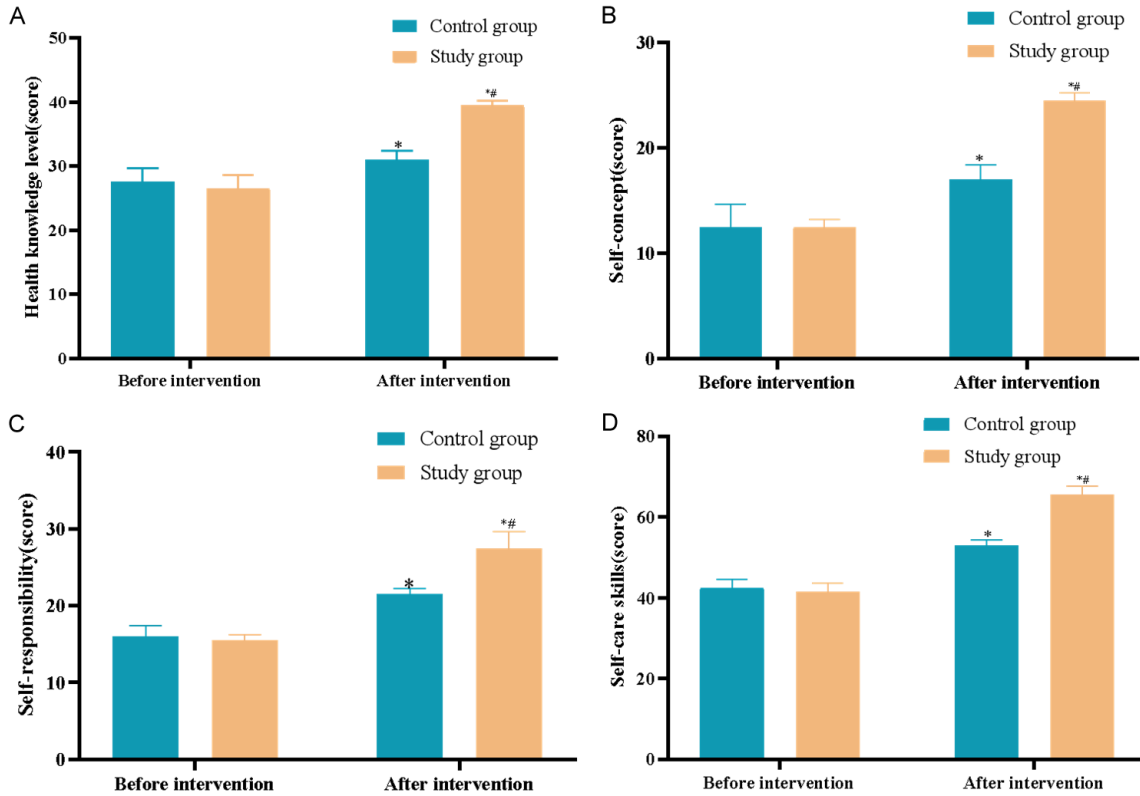 A
Control group
Study group
Health knowledge level(score)
50
40
30
20
10
0
*
*#
Before intervention
After intervention
B
Control group
Study group
Self-concept(score)
30
20
10
0
*
*#
Before intervention
After intervention
C
Control group
Study group
Self-responsibility(score)
40
30
20
10
0
*
*#
Before intervention
After intervention
D
Control group
Study group
Self-care skills(score)
80
60
40
20
0
*
*#
Before intervention
After intervention